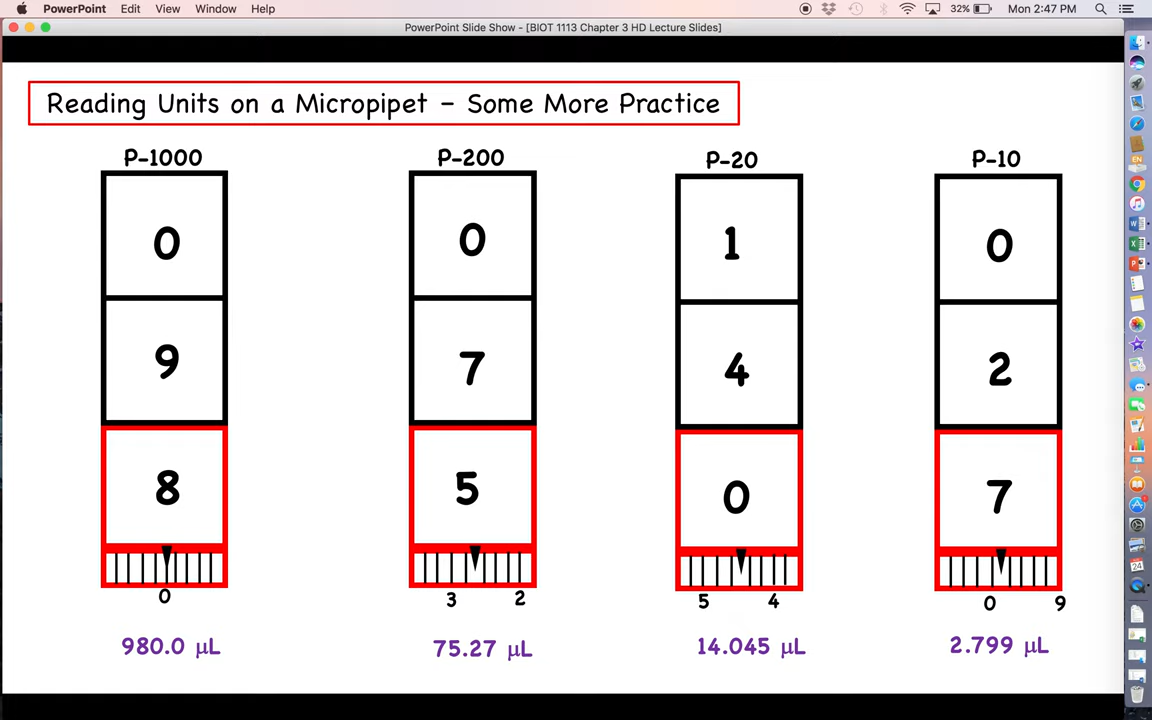 PowerPoint Edit View Window Help 32% Mon 2:47 PM
PowerPoint Slide Show - [BIOT 1113 Chapter 3 HD Lecture Slides]
Reading Units on a Micropipet – Some More Practice
P-1000 P-200 P-20 P-10
0 0 1 0
9 7 4 2
8 5 0 7
0 3 2 5 4 0 9
980.0 μL 75.27 μL 14.045 μL 2.799 μL